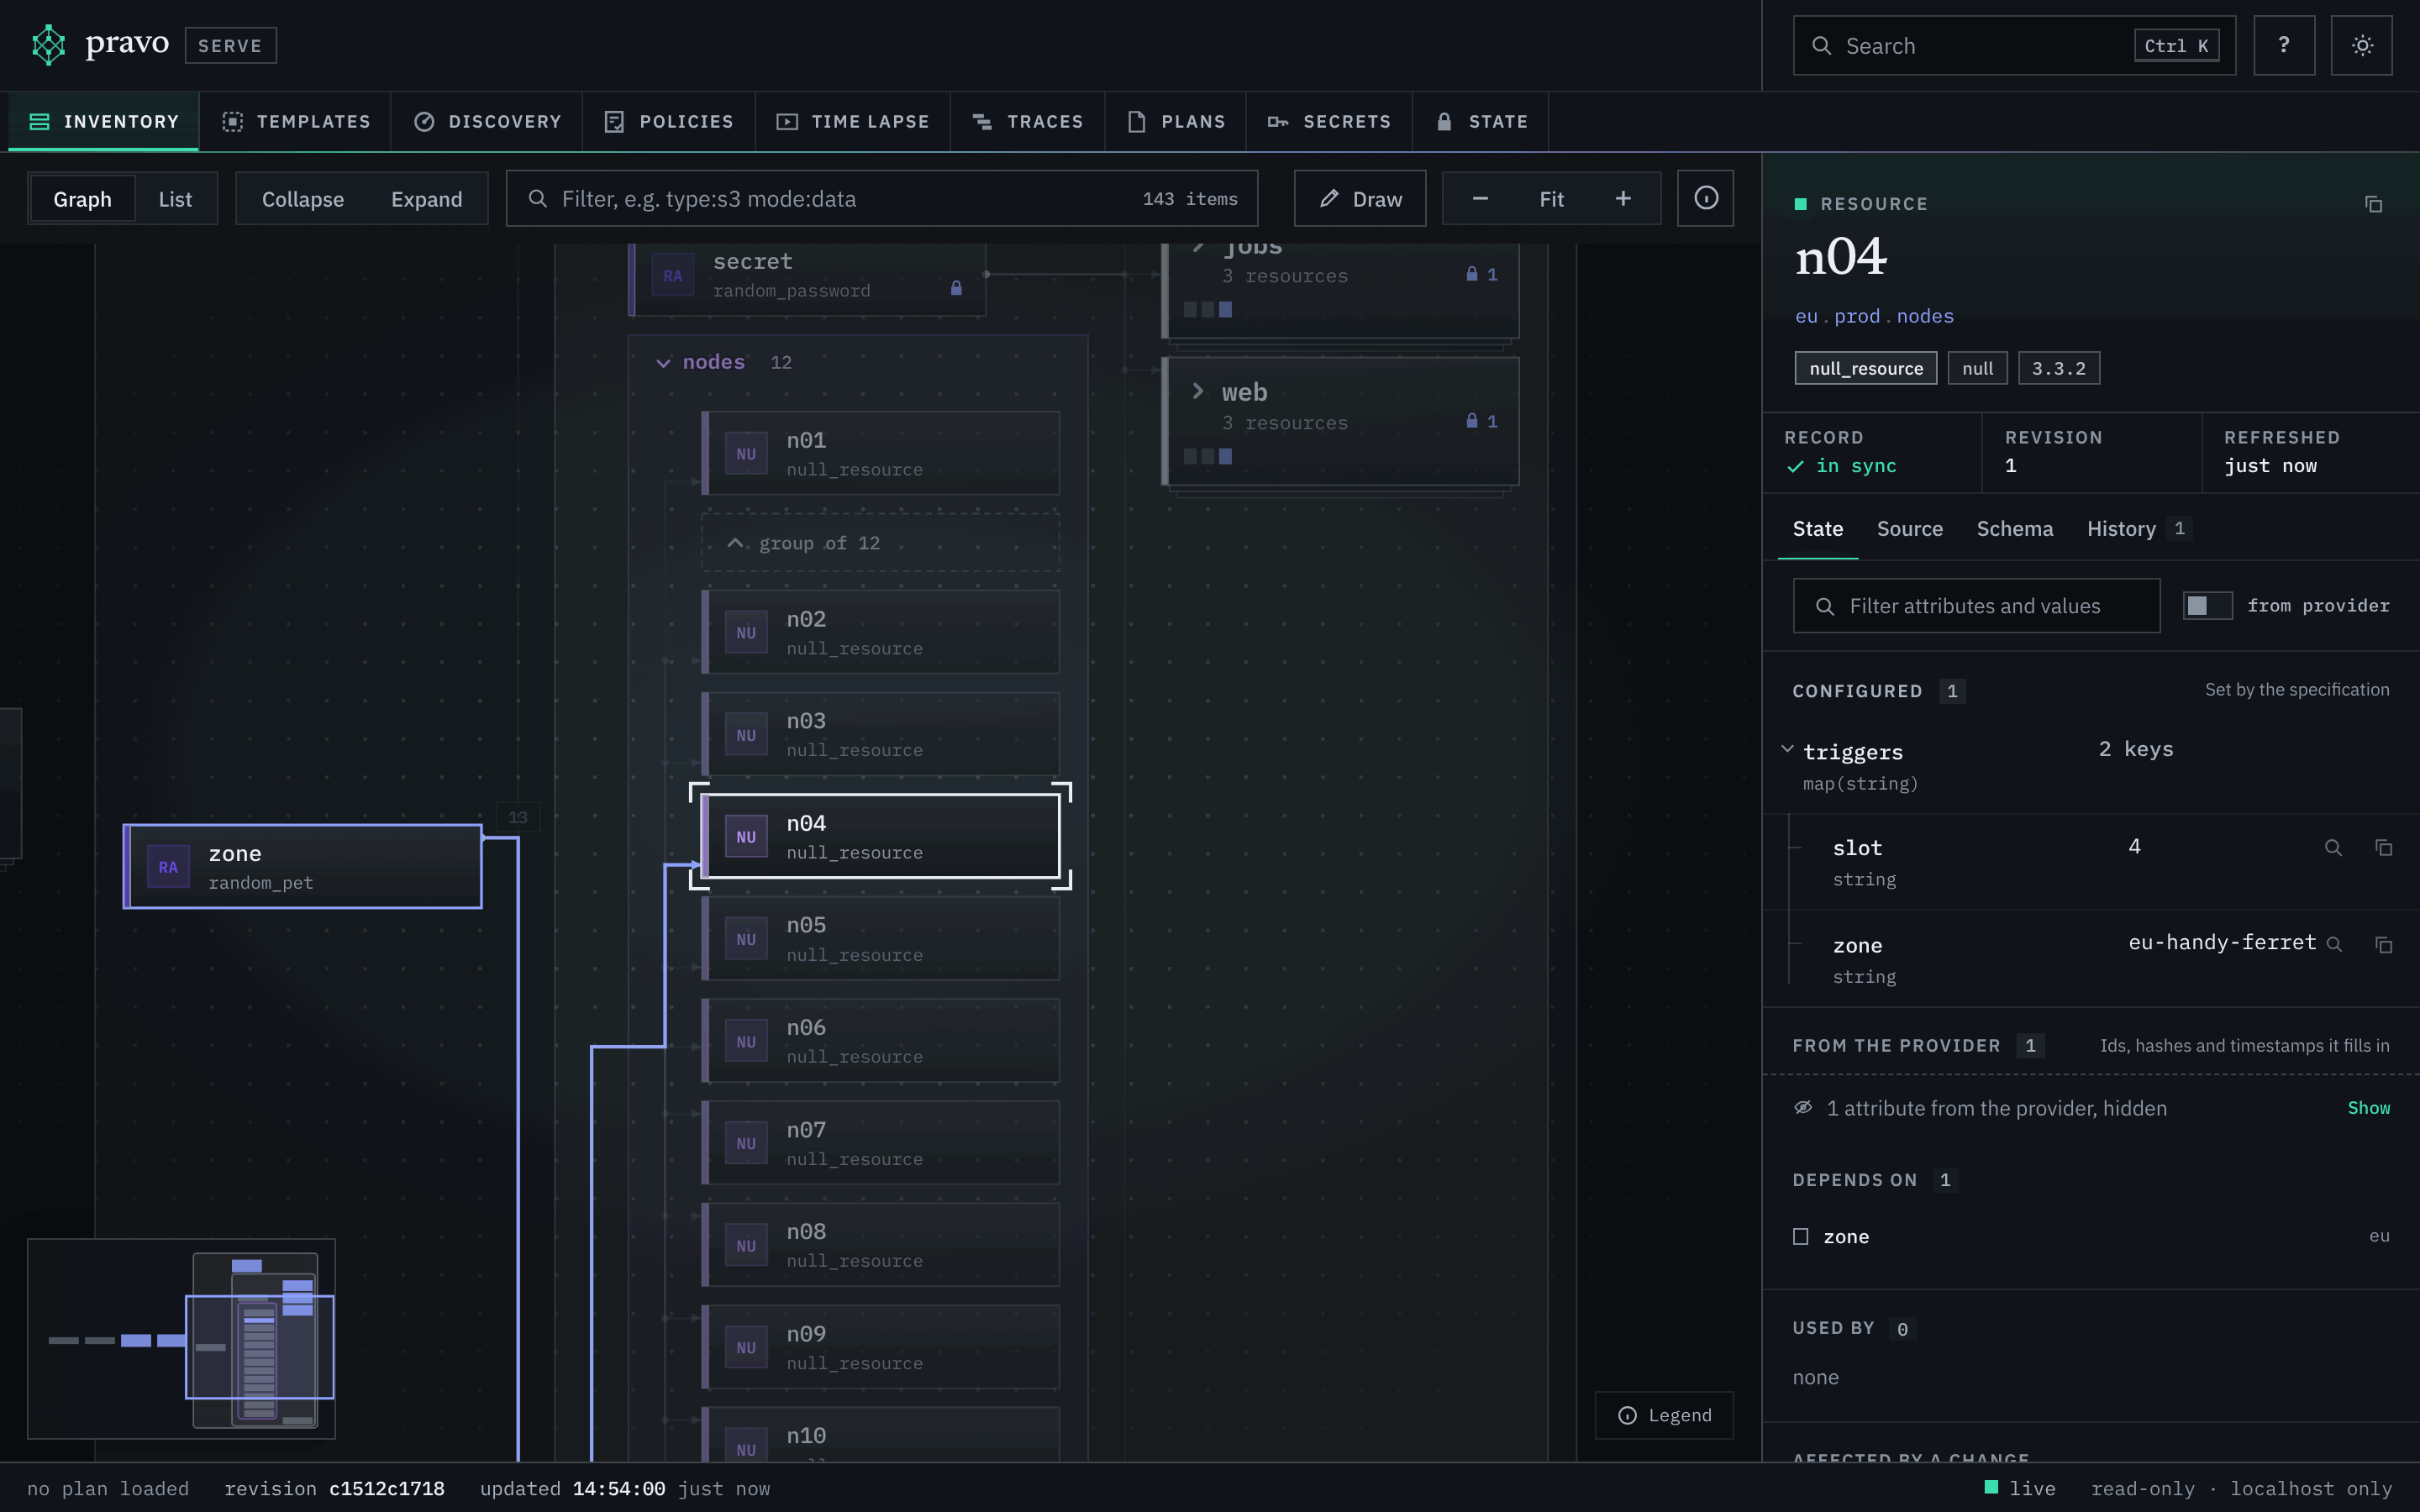 pravo SERVE
Search Ctrl K ?
INVENTORY TEMPLATES DISCOVERY POLICIES TIME LAPSE TRACES PLANS SECRETS STATE
Graph List Collapse Expand Filter, e.g. type:s3 mode:data 143 items Draw − Fit +
RA secret
random_password
jobs
3 resources 1
nodes 12
web
3 resources 1
NU n01
null_resource
group of 12
NU n02
null_resource
NU n03
null_resource
NU n04
null_resource
13
RA zone
random_pet
NU n05
null_resource
NU n06
null_resource
NU n07
null_resource
NU n08
null_resource
NU n09
null_resource
NU n10
Legend
RESOURCE
n04
eu.prod.nodes
null_resource null 3.3.2
RECORD REVISION REFRESHED
in sync 1 just now
State Source Schema History 1
Filter attributes and values from provider
CONFIGURED 1 Set by the specification
triggers 2 keys
map(string)
slot 4
string
zone eu-handy-ferret
string
FROM THE PROVIDER 1 Ids, hashes and timestamps it fills in
1 attribute from the provider, hidden Show
DEPENDS ON 1
zone eu
USED BY 0
none
AFFECTED BY A CHANGE
no plan loaded revision c1512c1718 updated 14:54:00 just now live read-only · localhost only